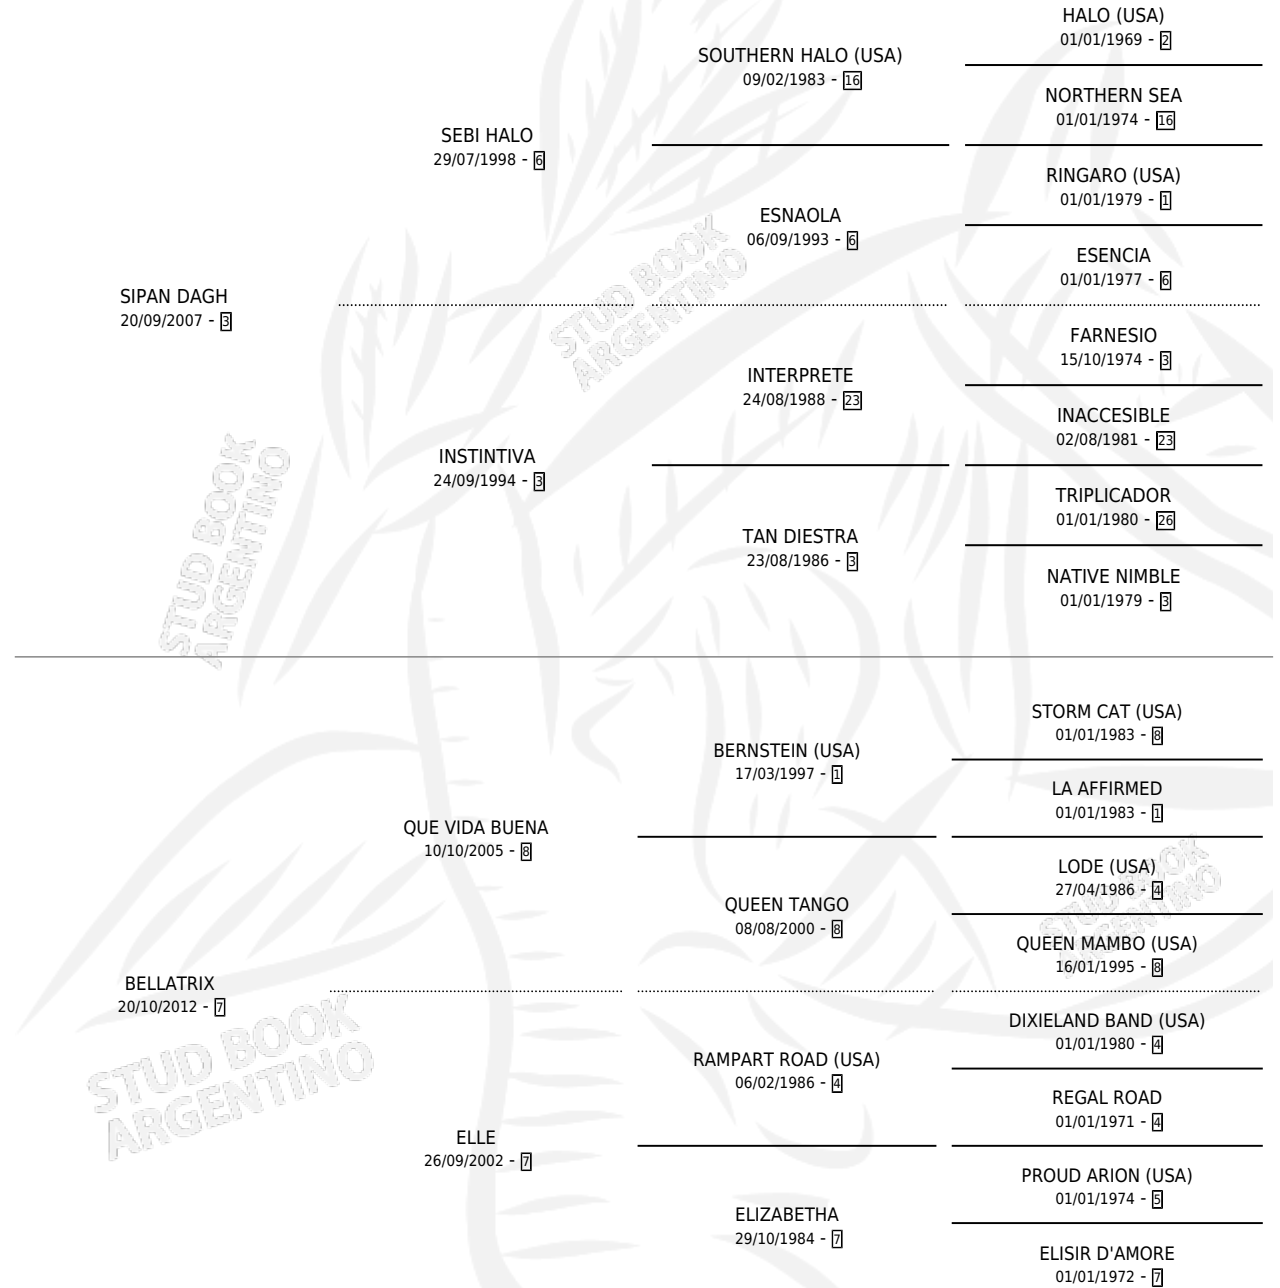 HALO (USA)
01/01/1969 - 2
SOUTHERN HALO (USA)
09/02/1983 - 16
NORTHERN SEA
01/01/1974 - 16
SEBI HALO
29/07/1998 - 6
RINGARO (USA)
01/01/1979 - 1
ESNAOLA
06/09/1993 - 6
ESENCIA
01/01/1977 - 6
SIPAN DAGH
20/09/2007 - 3
FARNESIO
15/10/1974 - 3
INTERPRETE
24/08/1988 - 23
INACCESIBLE
02/08/1981 - 23
INSTINTIVA
24/09/1994 - 3
TRIPLICADOR
01/01/1980 - 26
TAN DIESTRA
23/08/1986 - 3
NATIVE NIMBLE
01/01/1979 - 3
STORM CAT (USA)
01/01/1983 - 8
BERNSTEIN (USA)
17/03/1997 - 1
LA AFFIRMED
01/01/1983 - 1
QUE VIDA BUENA
10/10/2005 - 8
LODE (USA)
27/04/1986 - 4
QUEEN TANGO
08/08/2000 - 8
QUEEN MAMBO (USA)
16/01/1995 - 8
BELLATRIX
20/10/2012 - 7
DIXIELAND BAND (USA)
01/01/1980 - 4
RAMPART ROAD (USA)
06/02/1986 - 4
REGAL ROAD
01/01/1971 - 4
ELLE
26/09/2002 - 7
PROUD ARION (USA)
01/01/1974 - 5
ELIZABETHA
29/10/1984 - 7
ELISIR D'AMORE
01/01/1972 - 7
STUD BOOK
ARGENTINO
STUD BOOK
ARGENTINO
STUD BOOK
ARGENTINO
STUD BOOK
ARGENTINO